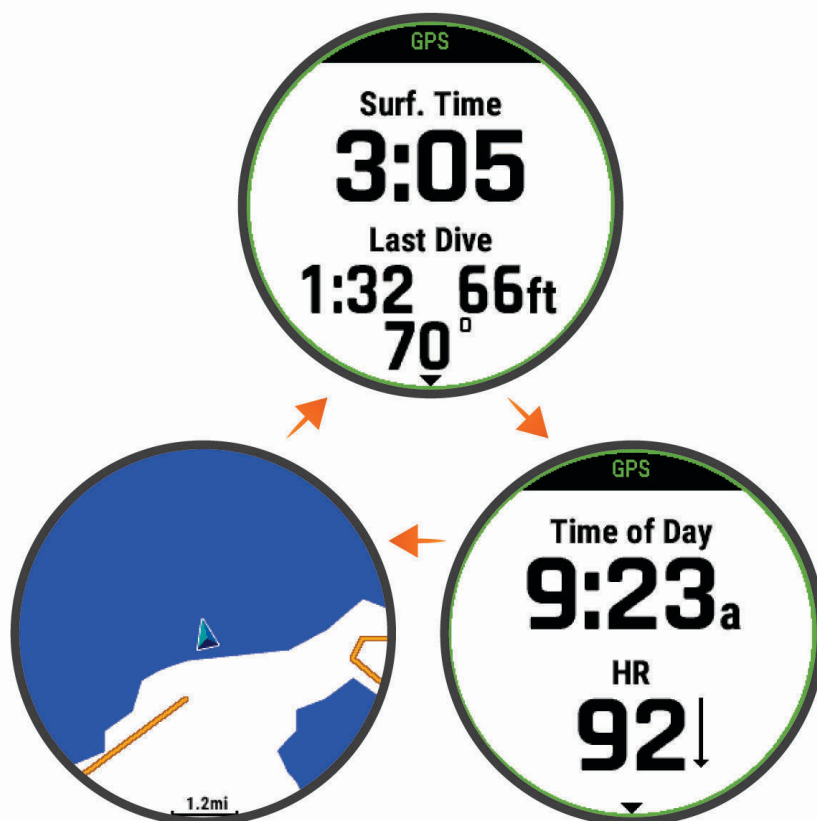 GPS
Surf. Time
3:05
Last Dive
1:32 66ft
70°
1.2mi
GPS
Time of Day
9:23a
HR
92